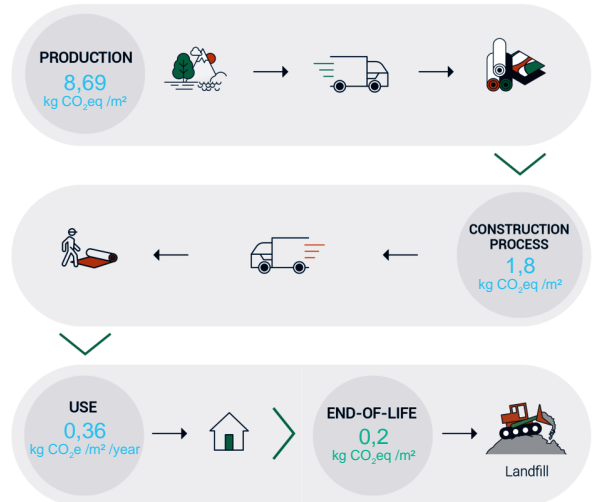 PRODUCTION
8,69
kg CO₂eq /m²
CONSTRUCTION
PROCESS
1,8
kg CO₂eq /m²
USE
0,36
kg CO₂e /m² /year
END-OF-LIFE
0,2
kg CO₂eq /m²
Landfill